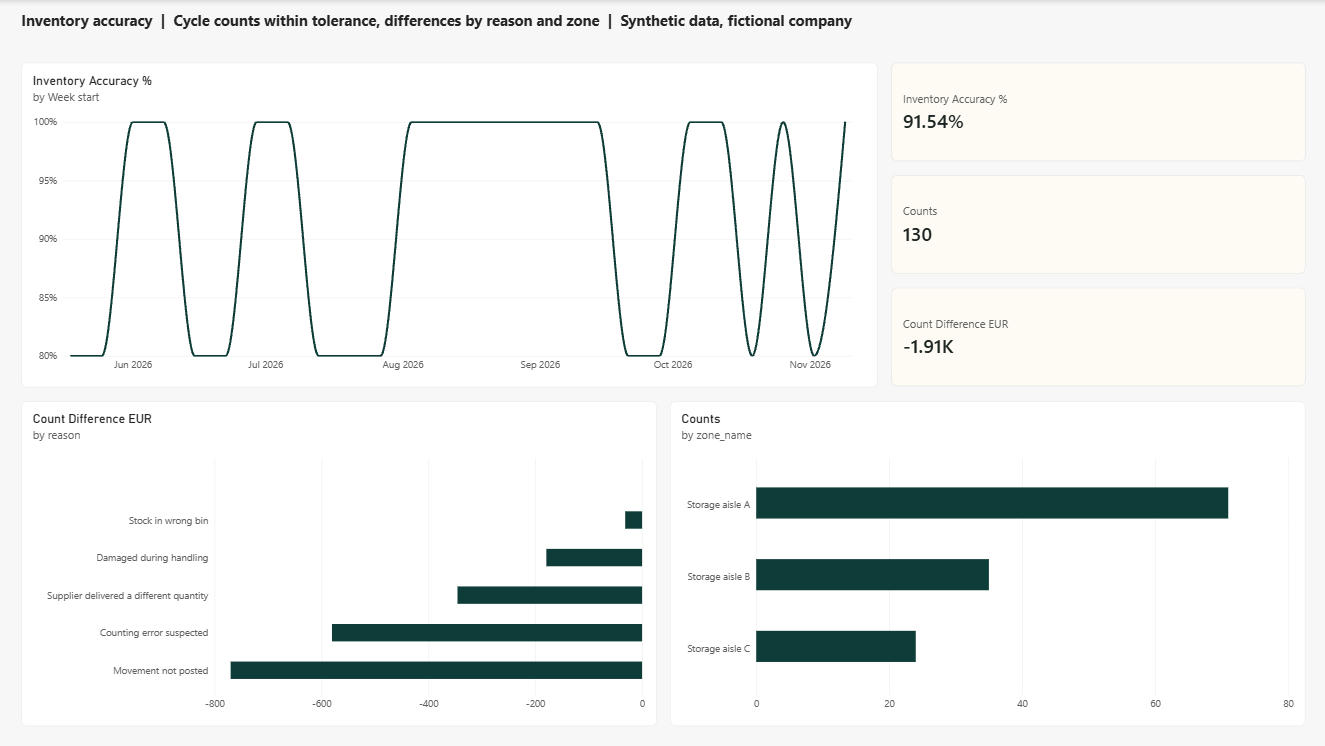 Inventory accuracy | Cycle counts within tolerance, differences by reason and zone | Synthetic data, fictional company
Inventory Accuracy %
by Week start
100%
95%
90%
85%
80%
Jun 2026
Jul 2026
Aug 2026
Sep 2026
Oct 2026
Nov 2026
Inventory Accuracy %
91.54%
Counts
130
Count Difference EUR
-1.91K
Count Difference EUR
by reason
Stock in wrong bin
Damaged during handling
Supplier delivered a different quantity
Counting error suspected
Movement not posted
-800
-600
-400
-200
0
Counts
by zone_name
Storage aisle A
Storage aisle B
Storage aisle C
0
20
40
60
80